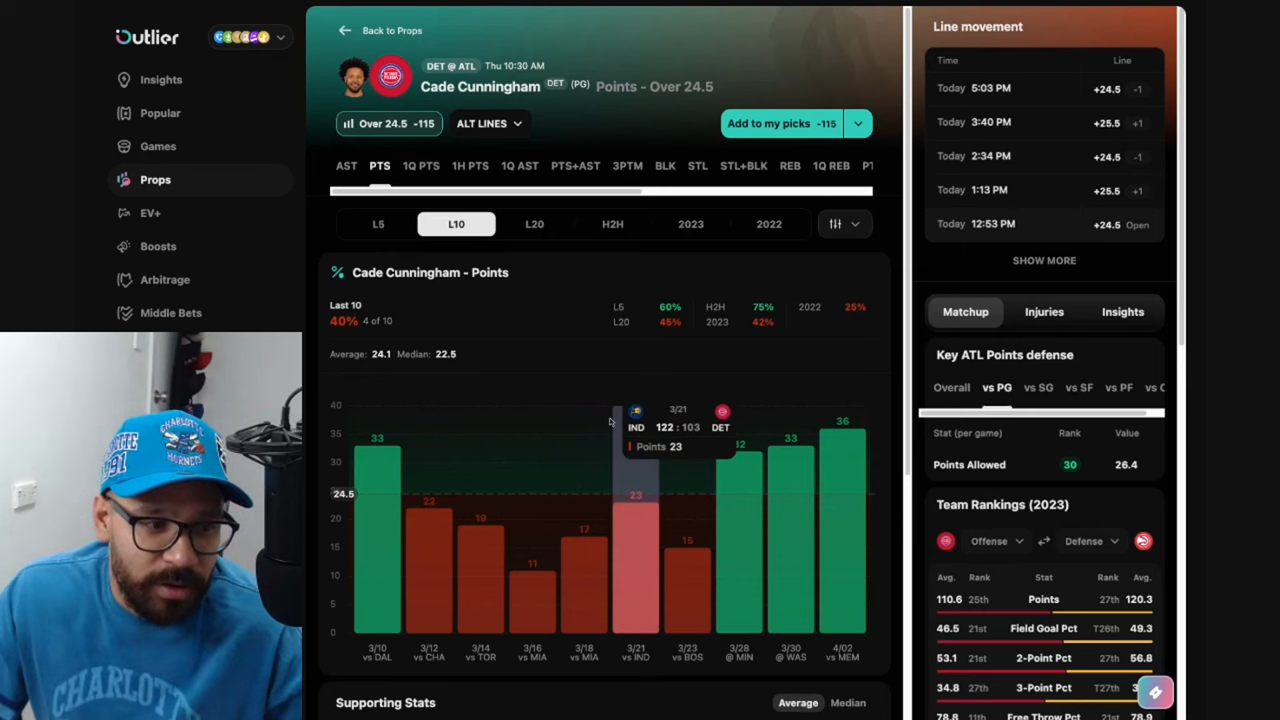 Outlier
Insights
Popular
Games
Props
EV+
Boosts
Arbitrage
Middle Bets
Back to Props
DET @ ATL Thu 10:30 AM
Cade Cunningham DET (PG) Points - Over 24.5
Over 24.5 -115 ALT LINES
Add to my picks -115
AST PTS 1Q PTS 1H PTS 1Q AST PTS+AST 3PTM BLK STL STL+BLK REB 1Q REB
L5 L10 L20 H2H 2023 2022
Cade Cunningham - Points
Last 10
40% 4 of 10
L5 60% H2H 75% 2022 25%
L20 45% 2023 42%
Average: 24.1 Median: 22.5
40
35
24.5
20
15
10
5
0
33
22
19
11
17
23
15
32
33
36
3/21
IND 122 : 103 DET
Points 23
3/10 3/12 3/14 3/16 3/18 3/21 3/23 3/28 3/30 4/02
vs DAL vs CHA vs TOR vs MIA vs MIA vs IND vs BOS @ MIN @ WAS vs MEM
Supporting Stats
Average Median
Line movement
Time Line
Today 5:03 PM +24.5 -1
Today 3:40 PM +25.5 +1
Today 2:34 PM +24.5 -1
Today 1:13 PM +25.5 +1
Today 12:53 PM +24.5 Open
SHOW MORE
Matchup Injuries Insights
Key ATL Points defense
Overall vs PG vs SG vs SF vs PF
Stat (per game) Rank Value
Points Allowed 30 26.4
Team Rankings (2023)
Offense Defense
Avg. Rank Stat Rank Avg.
110.6 25th Points 27th 120.3
46.5 21st Field Goal Pct T26th 49.3
53.1 21st 2-Point Pct 27th 56.8
34.8 27th 3-Point Pct T27th
78.8 11th Free Throw Pct 21st 78.9
CHARLOTTE
HORNETS
CHARLOTTE